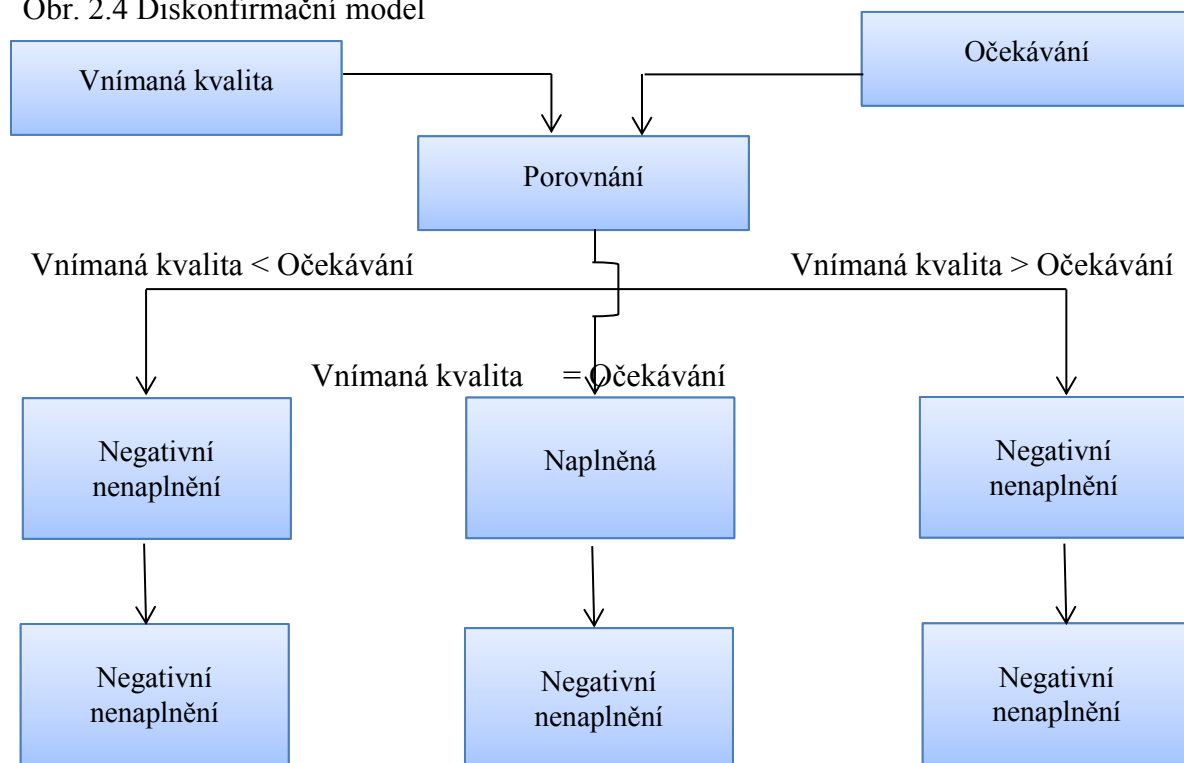 Obr. 2.4 Diskonfirmační model
Vnímaná kvalita
Očekávání
Porovnání
Vnímaná kvalita < Očekávání
Vnímaná kvalita > Očekávání
Vnímaná kvalita = Očekávání
Negativní
nenaplnění
Naplněná
Negativní
nenaplnění
Negativní
nenaplnění
Negativní
nenaplnění
Negativní
nenaplnění